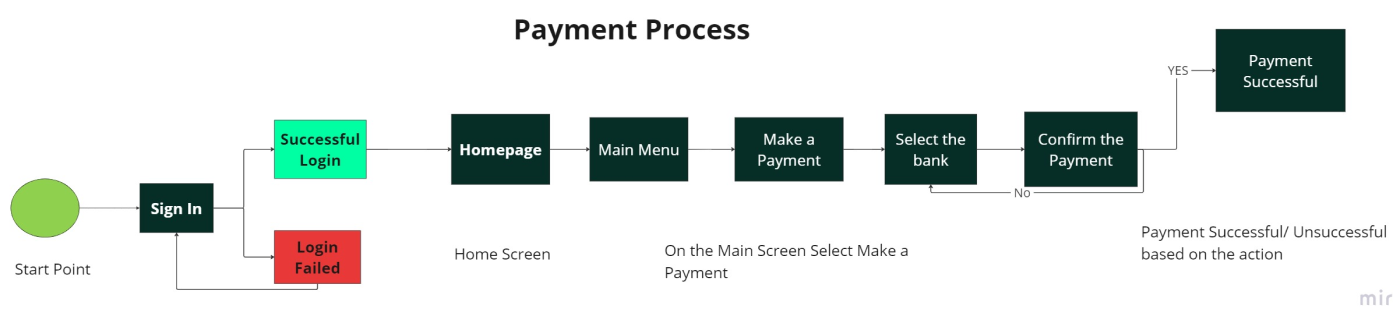 Payment Process
YES
Payment
Successful
Successful
Login
Homepage
Main Menu
Make a
Payment
Select the
bank
Confirm the
Payment
No
Sign In
Login
Failed
Start Point
Home Screen
On the Main Screen Select Make a
Payment
Payment Successful/ Unsuccessful
based on the action
mir